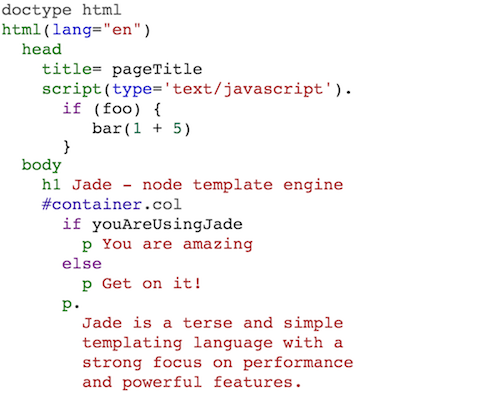 doctype html
html(lang="en")
  head
    title= pageTitle
    script(type='text/javascript').
      if (foo) {
         bar(1 + 5)
      }
  body
    h1 Jade - node template engine
    #container.col
      if youAreUsingJade
        p You are amazing
      else
        p Get on it!
      p.
        Jade is a terse and simple
        templating language with a
        strong focus on performance
        and powerful features.